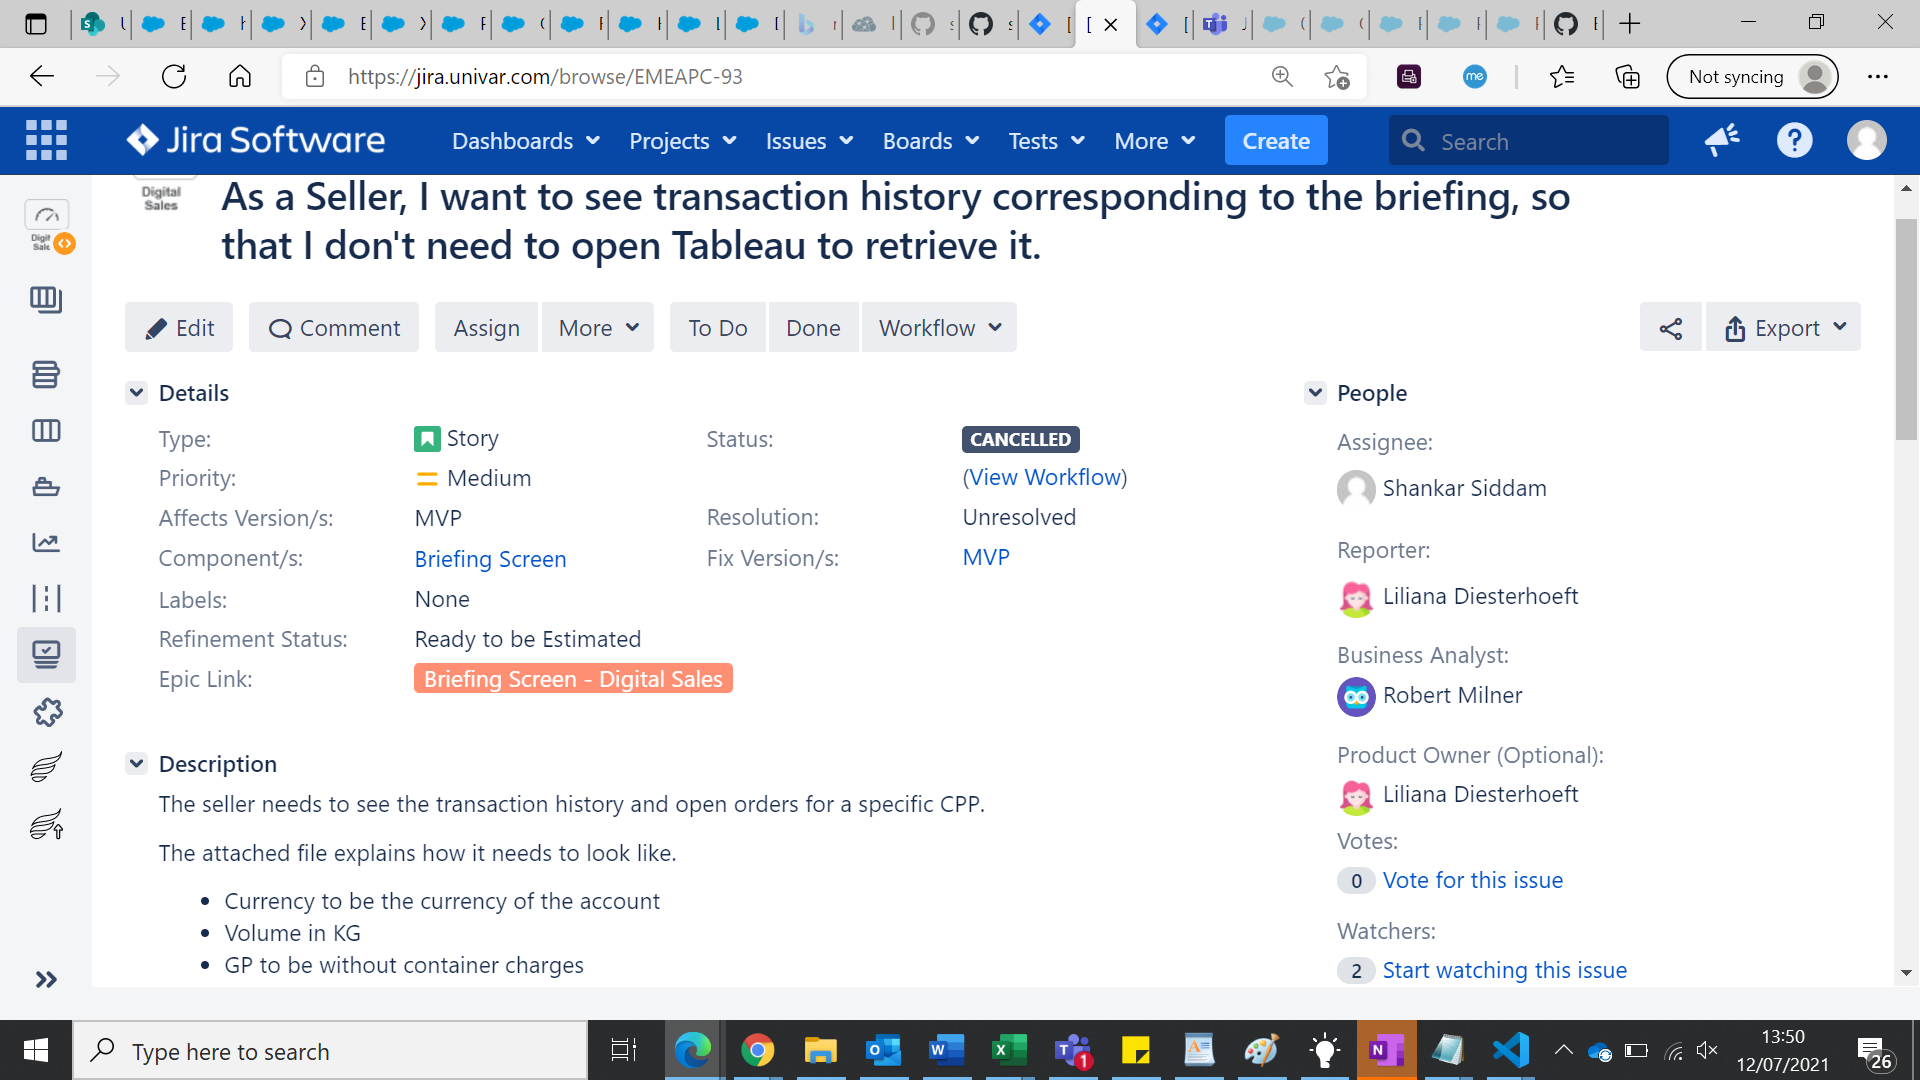 https://jira.univar.com/browse/EMEAPC-93
Not syncing
Jira Software
Dashboards
Projects
Issues
Boards
Tests
More
Create
Search
Digital
Sales
As a Seller, I want to see transaction history corresponding to the briefing, so
that I don't need to open Tableau to retrieve it.
Edit
Comment
Assign
More
To Do
Done
Workflow
Export
Details
Type:
Story
Status:
CANCELLED
(View Workflow)
Priority:
Medium
Affects Version/s:
MVP
Resolution:
Unresolved
Component/s:
Briefing Screen
Fix Version/s:
MVP
Labels:
None
Refinement Status:
Ready to be Estimated
Epic Link:
Briefing Screen - Digital Sales
People
Assignee:
Shankar Siddam
Reporter:
Liliana Diesterhoeft
Business Analyst:
Robert Milner
Product Owner (Optional):
Liliana Diesterhoeft
Votes:
0 Vote for this issue
Watchers:
2 Start watching this issue
Description
The seller needs to see the transaction history and open orders for a specific CPP.
The attached file explains how it needs to look like.
• Currency to be the currency of the account
• Volume in KG
• GP to be without container charges
Type here to search
13:50
12/07/2021
26